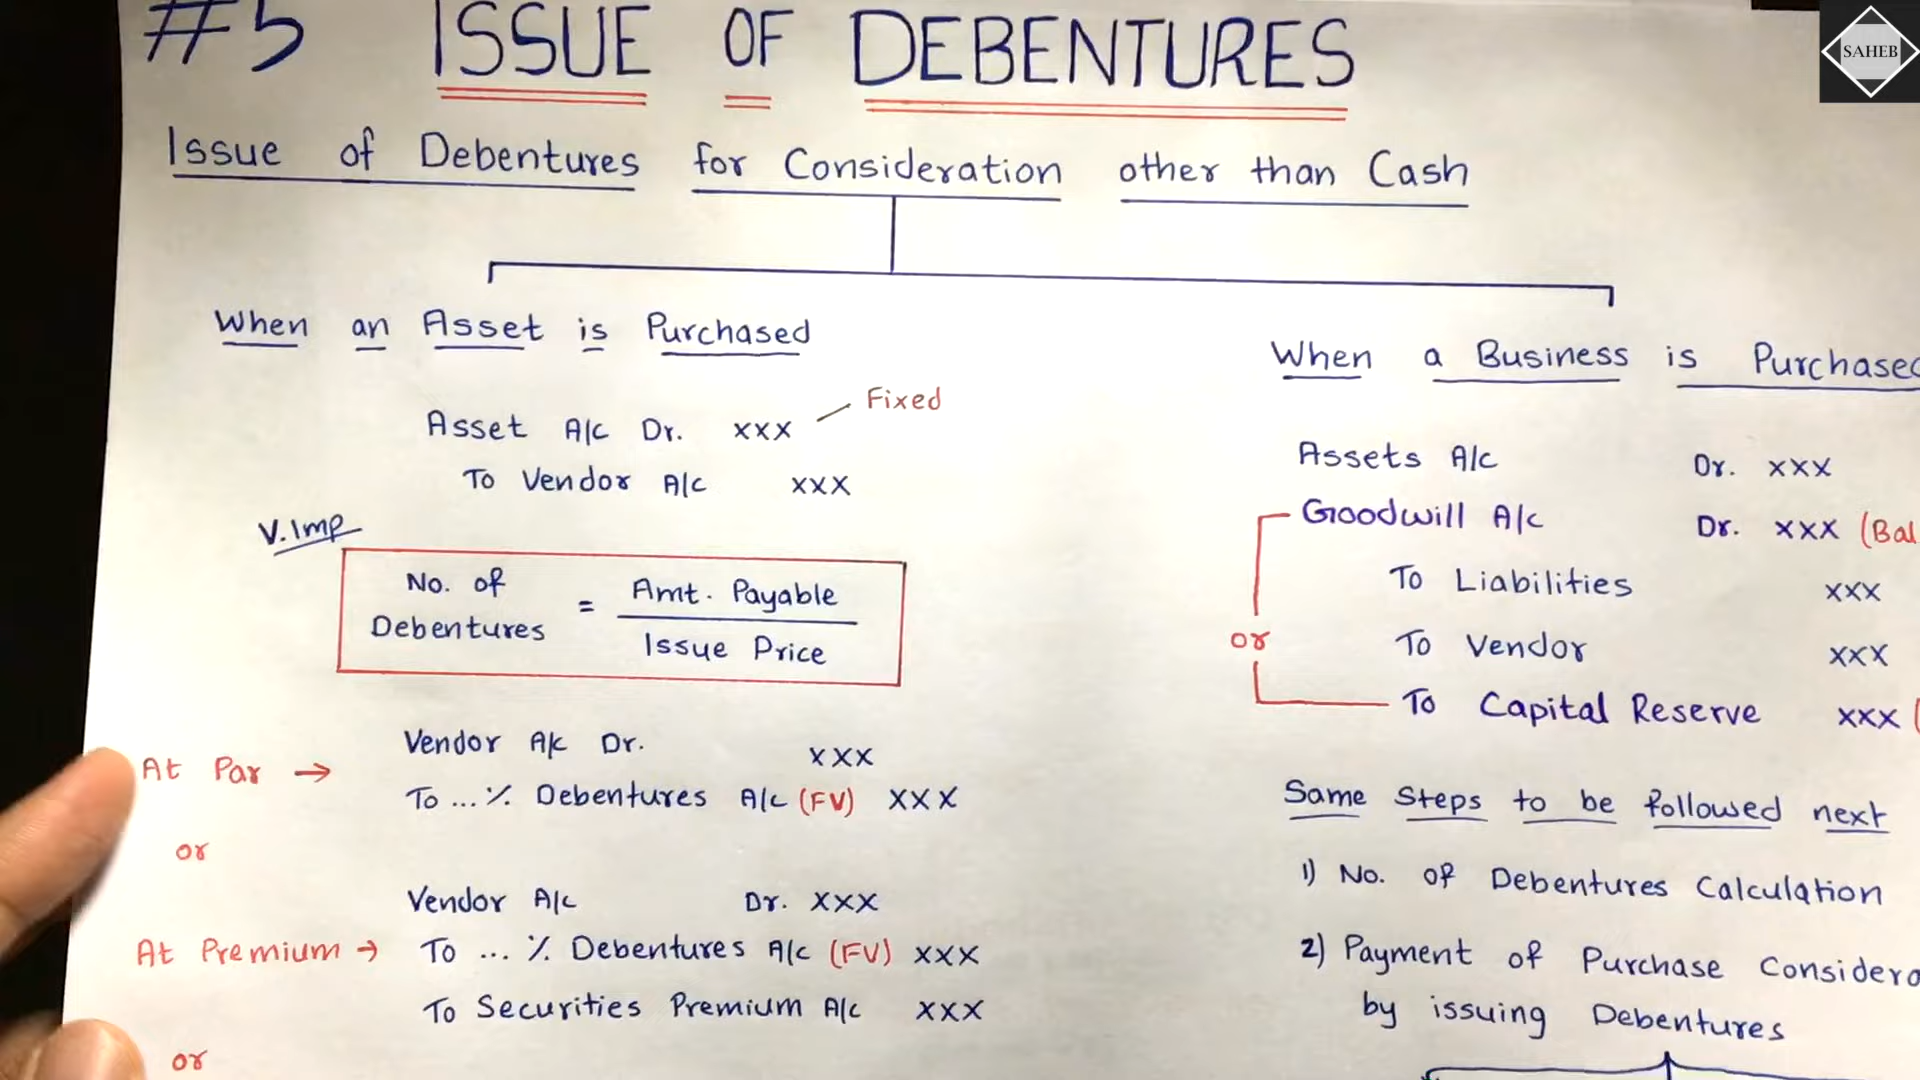 #5 ISSUE OF DEBENTURES
SAHEB
Issue of Debentures for Consideration other than Cash
When an Asset is Purchased
Fixed
Asset A/c Dr. xxx
To Vendor A/c xxx
V.Imp
No. of Debentures = Amt. Payable
Issue Price
At Par → Vendor A/c Dr. xxx
To ... % Debentures A/c (FV) xxx
or
At Premium → Vendor A/c Dr. xxx
To ... % Debentures A/c (FV) xxx
To Securities Premium A/c xxx
or
When a Business is Purchased
Assets A/c Dr. xxx
Goodwill A/c Dr. xxx (Bal
To Liabilities xxx
or
To Vendor xxx
To Capital Reserve xxx (
Same Steps to be followed next
1) No. of Debentures Calculation
2) Payment of Purchase Considera
by issuing Debentures